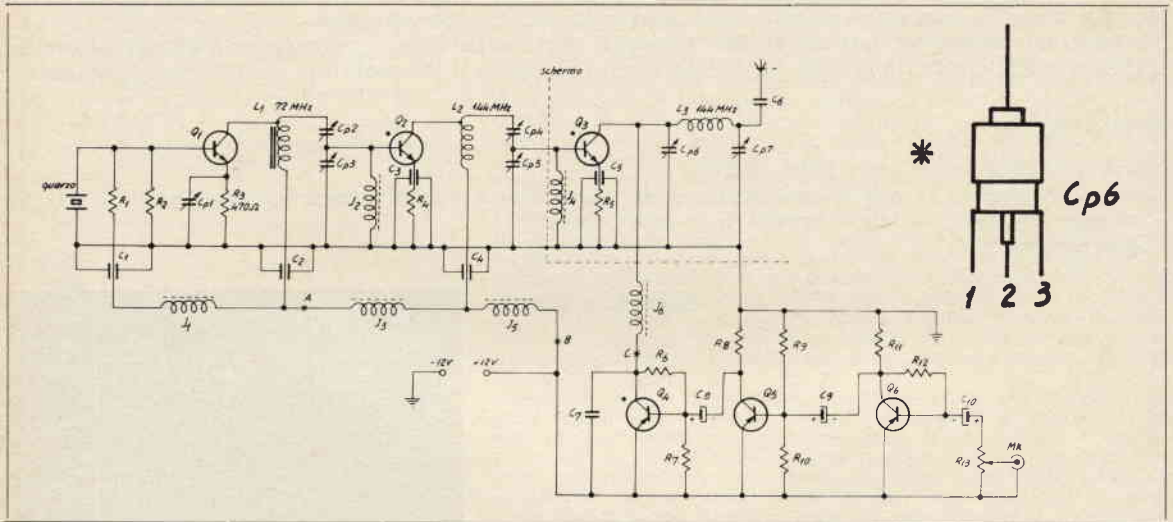 schermo
L1 72 MHz
L2 144 MHz
L3 144 MHz
C6
Q1
Q2
Q3
Cp2
Cp3
Cp4
Cp5
Cp6
Cp7
quarzo
R1
R2
Cp1
R3
470Ω
J2
C3
R4
J4
C5
R5
C1
C2
C4
J1
A
J3
J5
B
J6
-12V
+12V
L
R6
R8
R9
R11
R12
C7
Q4
C8
Q5
C9
Q6
C10
R7
R10
R13
MK
* Cp6
1 2 3